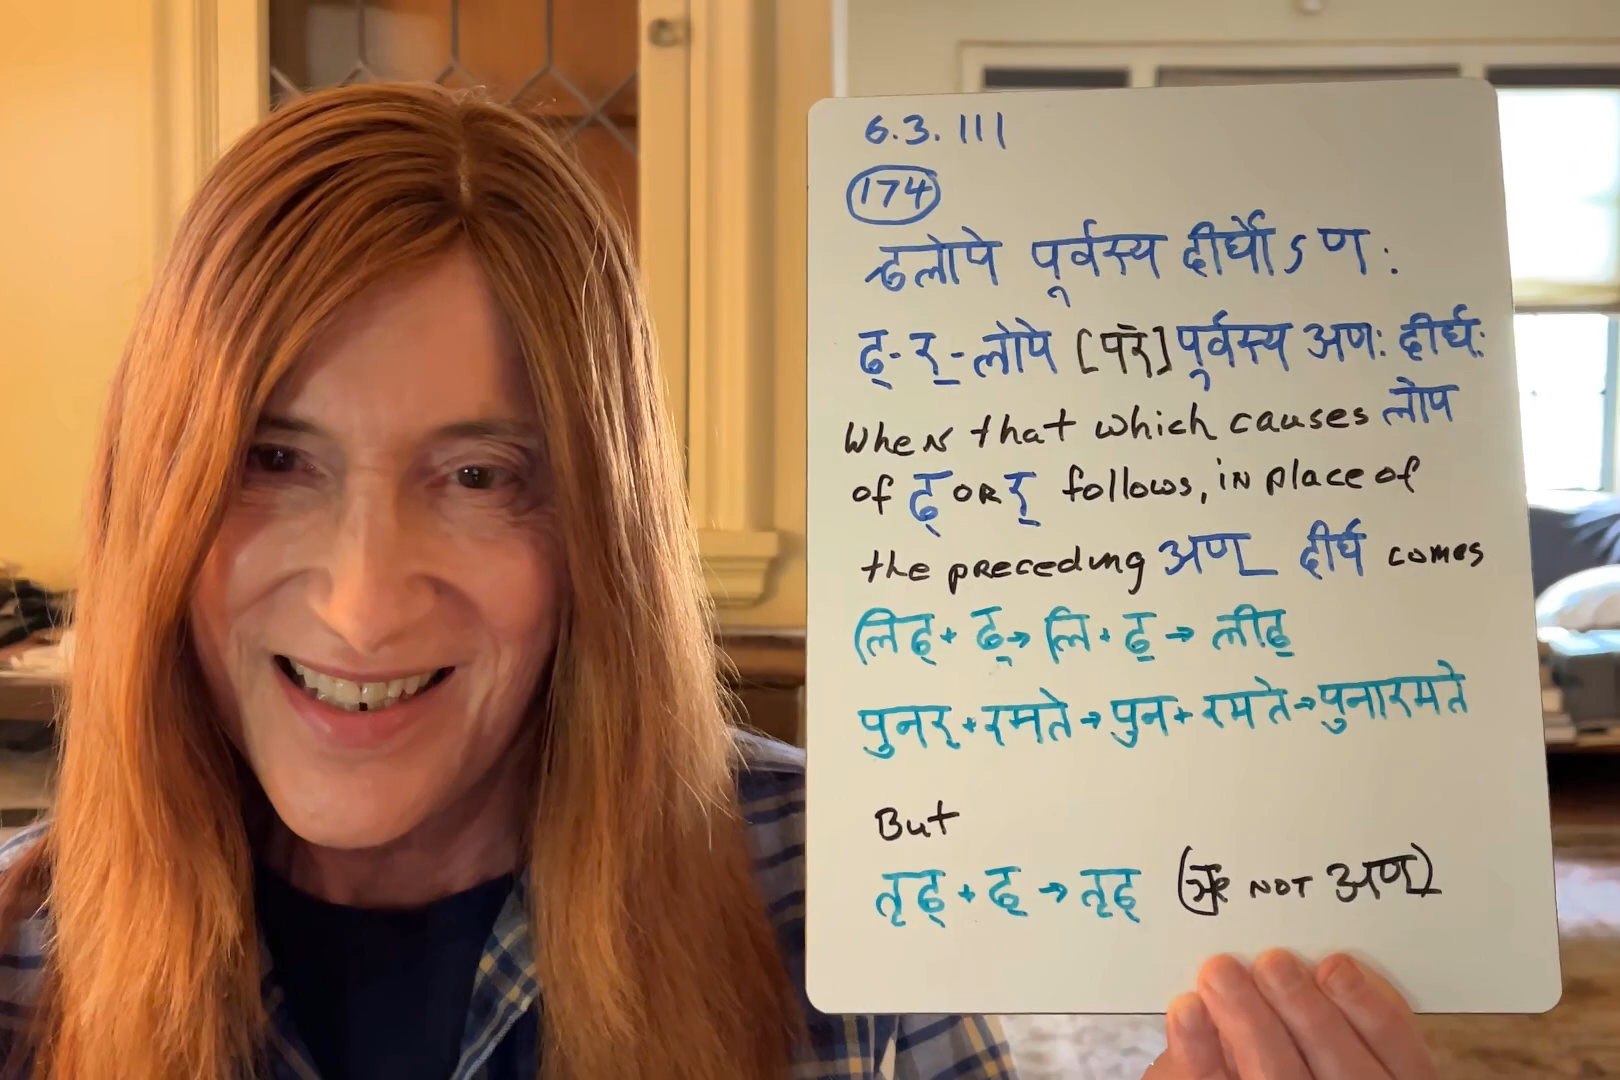 6.3.111
174
ढ्रलोपे पूर्वस्य दीर्घोऽणः
ढ्-र्-लोपे [परे] पूर्वस्य अणः दीर्घः
When that which causes लोप
of ढ् OR र् follows, in place of
the preceding अण् दीर्घ comes
लिढ् + ढ् → लि + ढ् → लीढ्
पुनर् + रमते → पुन + रमते → पुनारमते
But
तृढ् + ढ् → तृढ् (ऋ NOT अण्)